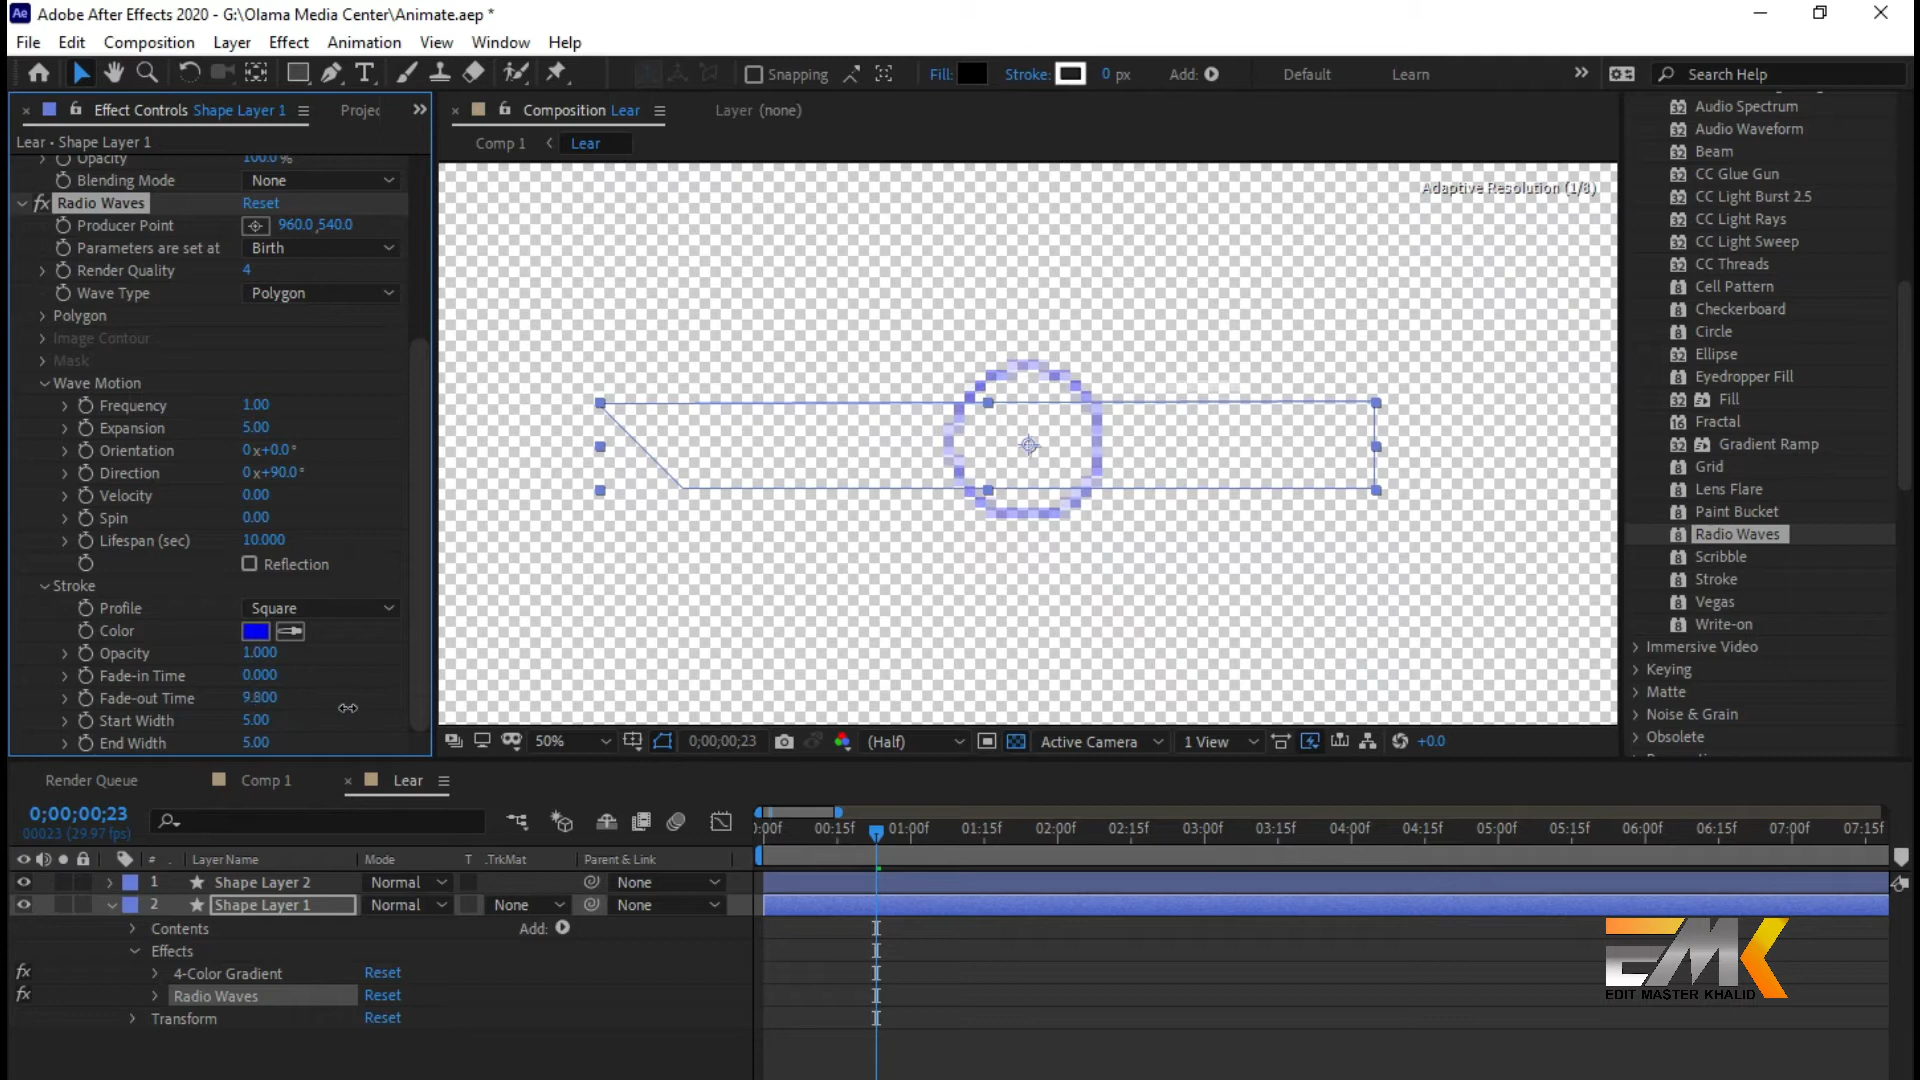 Adobe After Effects 2020 - G:\Olama Media Center\Animate.aep *
File Edit Composition Layer Effect Animation View Window Help
Snapping Fill: Stroke: 0 px Add: Default Learn Search Help
Effect Controls Shape Layer 1 Projec
Lear • Shape Layer 1
Opacity 100.0 %
Blending Mode None
Radio Waves Reset
Producer Point 960.0,540.0
Parameters are set at Birth
Render Quality 4
Wave Type Polygon
Polygon
Image Contour
Mask
Wave Motion
Frequency 1.00
Expansion 5.00
Orientation 0 x+0.0 °
Direction 0 x+90.0 °
Velocity 0.00
Spin 0.00
Lifespan (sec) 10.000
Reflection
Stroke
Profile Square
Color
Opacity 1.000
Fade-in Time 0.000
Fade-out Time 9.800
Start Width 5.00
End Width 5.00
Composition Lear Layer (none)
Comp 1 Lear
Adaptive Resolution (1/8)
50% 0;00;00;23 (Half) Active Camera 1 View +0.0
Audio Spectrum
Audio Waveform
Beam
CC Glue Gun
CC Light Burst 2.5
CC Light Rays
CC Light Sweep
CC Threads
Cell Pattern
Checkerboard
Circle
Ellipse
Eyedropper Fill
Fill
Fractal
Gradient Ramp
Grid
Lens Flare
Paint Bucket
Radio Waves
Scribble
Stroke
Vegas
Write-on
Immersive Video
Keying
Matte
Noise & Grain
Obsolete
Render Queue Comp 1 Lear
0;00;00;23
00023 (29.97 fps)
# Layer Name Mode T .TrkMat Parent & Link
1 Shape Layer 2 Normal None
2 Shape Layer 1 Normal None None
Contents Add:
Effects
4-Color Gradient Reset
Radio Waves Reset
Transform Reset
):00f 00:15f 01:00f 01:15f 02:00f 02:15f 03:00f 03:15f 04:00f 04:15f 05:00f 05:15f 06:00f 06:15f 07:00f 07:15f
EMK
EDIT MASTER KHALID